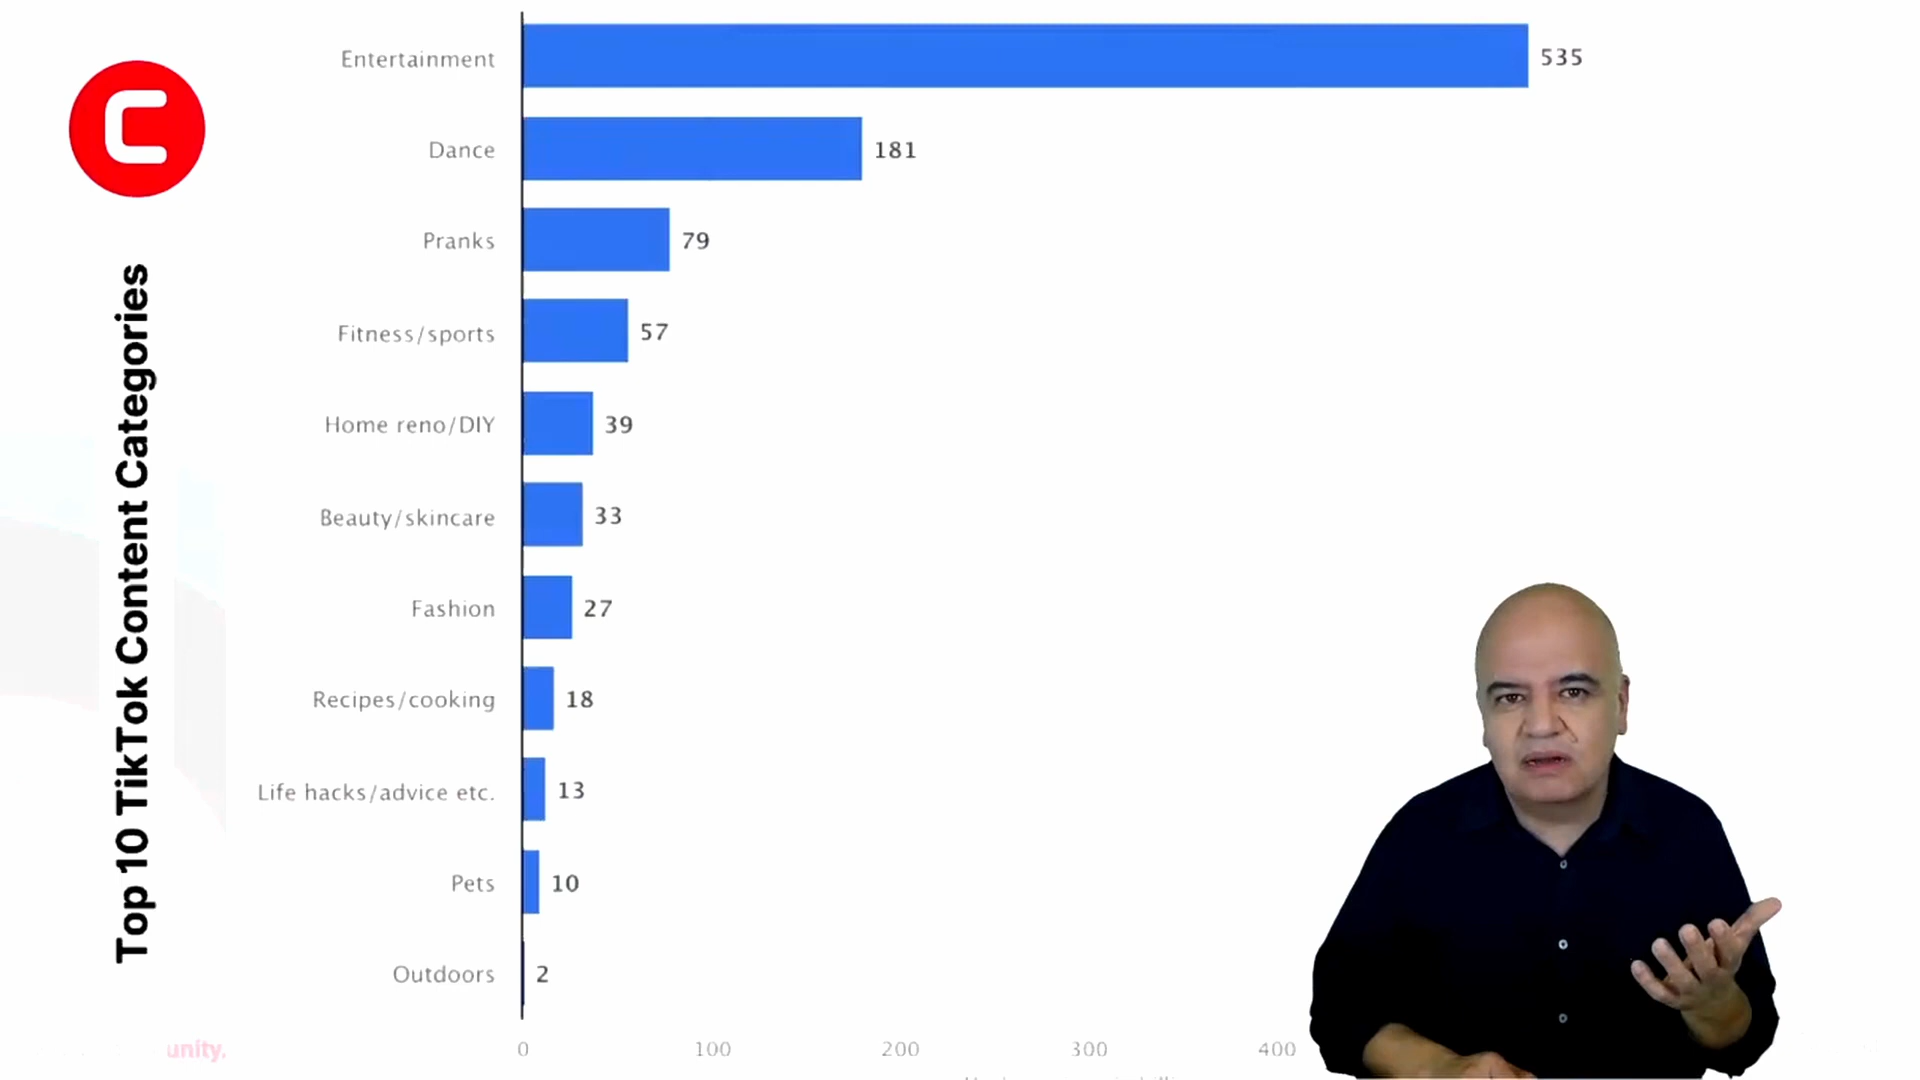 Top 10 TikTok Content Categories
Entertainment 535
Dance 181
Pranks 79
Fitness/sports 57
Home reno/DIY 39
Beauty/skincare 33
Fashion 27
Recipes/cooking 18
Life hacks/advice etc. 13
Pets 10
Outdoors 2
0 100 200 300 400
unity,